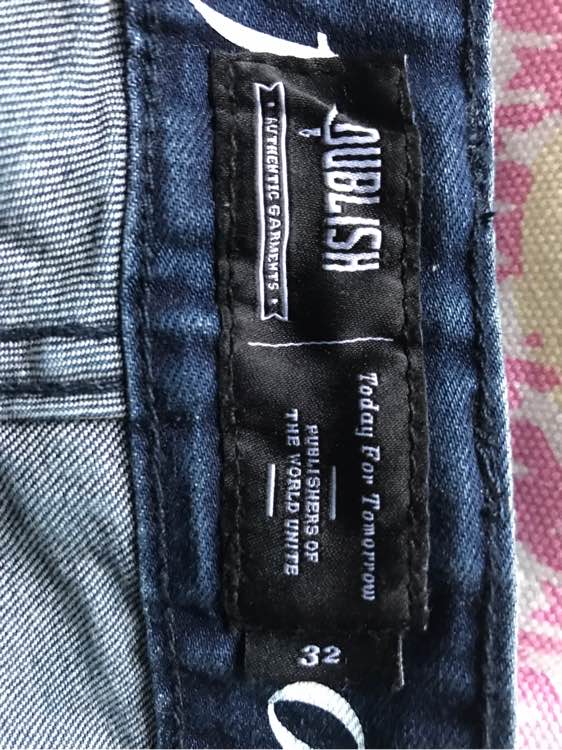 PUBLISH
AUTHENTIC GARMENTS
Today For Tomorrow
PUBLISHERS OF
THE WORLD UNITE
32